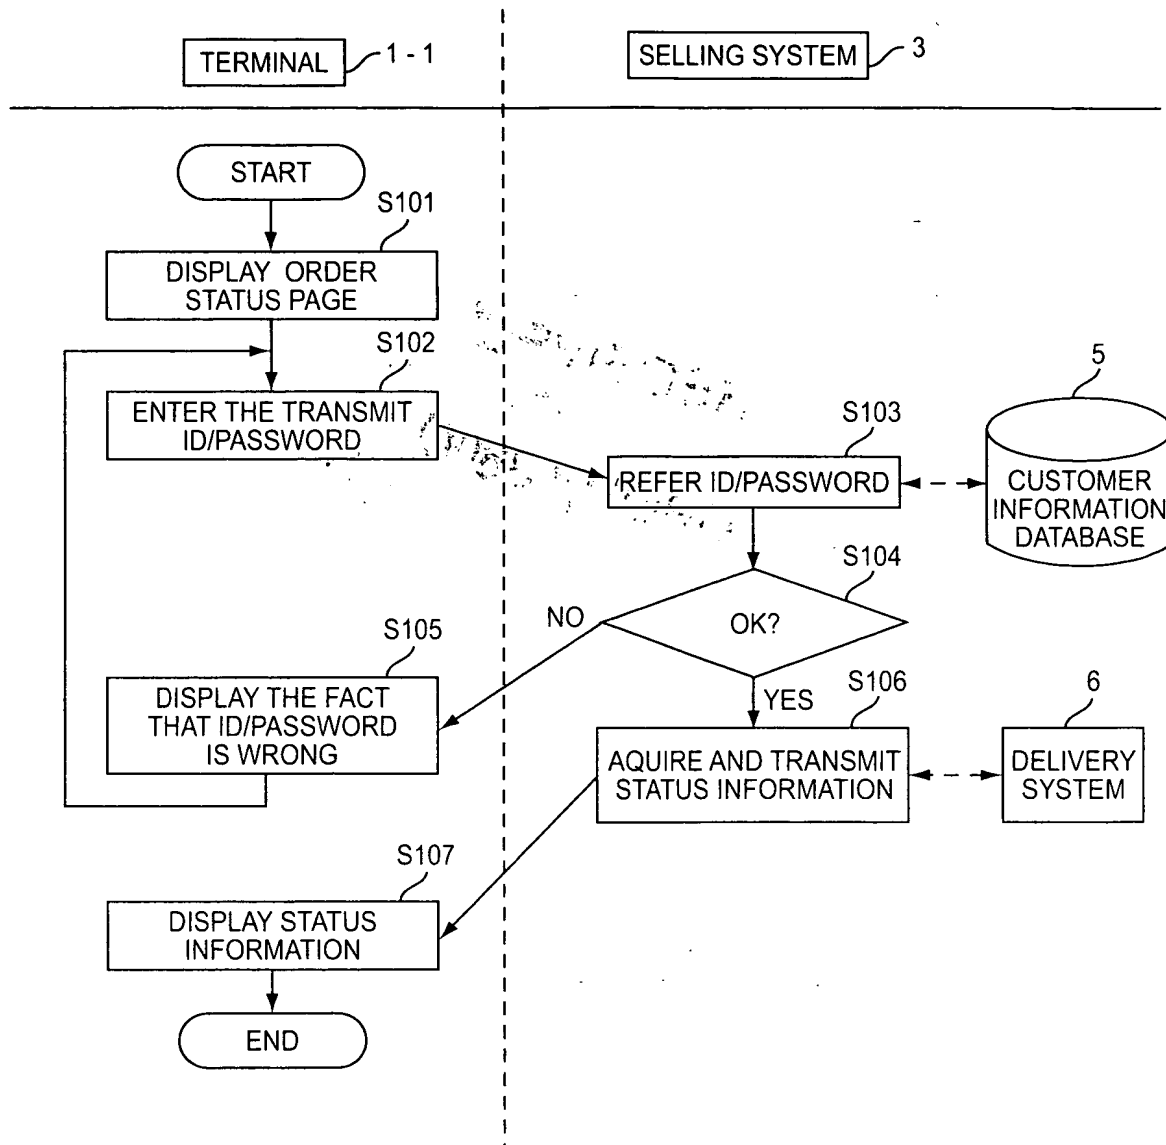 TERMINAL
1 - 1
SELLING SYSTEM
3
START
S101
DISPLAY ORDER
STATUS PAGE
S102
ENTER THE TRANSMIT
ID/PASSWORD
S103
REFER ID/PASSWORD
5
CUSTOMER
INFORMATION
DATABASE
S104
OK?
NO
YES
S105
DISPLAY THE FACT
THAT ID/PASSWORD
IS WRONG
S106
AQUIRE AND TRANSMIT
STATUS INFORMATION
6
DELIVERY
SYSTEM
S107
DISPLAY STATUS
INFORMATION
END